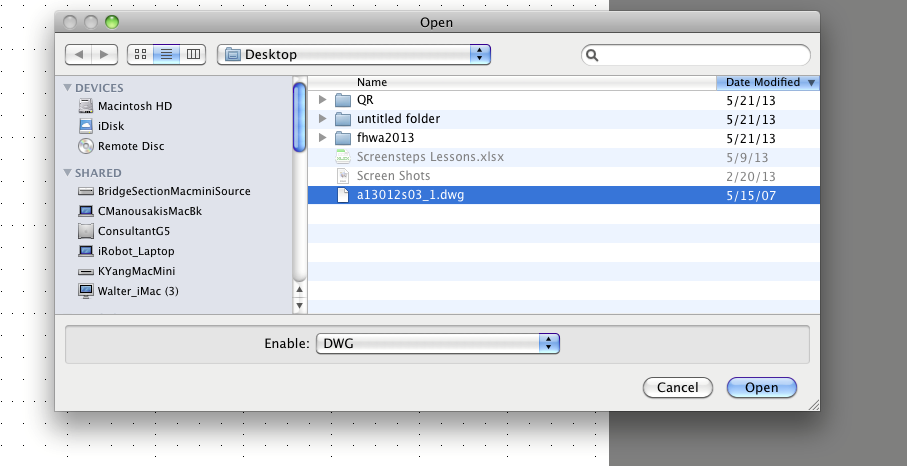 Open
Desktop
Name Date Modified
DEVICES
Macintosh HD
iDisk
Remote Disc
SHARED
BridgeSectionMacminiSource
CManousakisMacBk
ConsultantG5
iRobot_Laptop
KYangMacMini
Walter_iMac (3)
QR 5/21/13
untitled folder 5/21/13
fhwa2013 5/21/13
Screensteps Lessons.xlsx 5/9/13
Screen Shots 2/20/13
a13012s03_1.dwg 5/15/07
Enable: DWG
Cancel Open